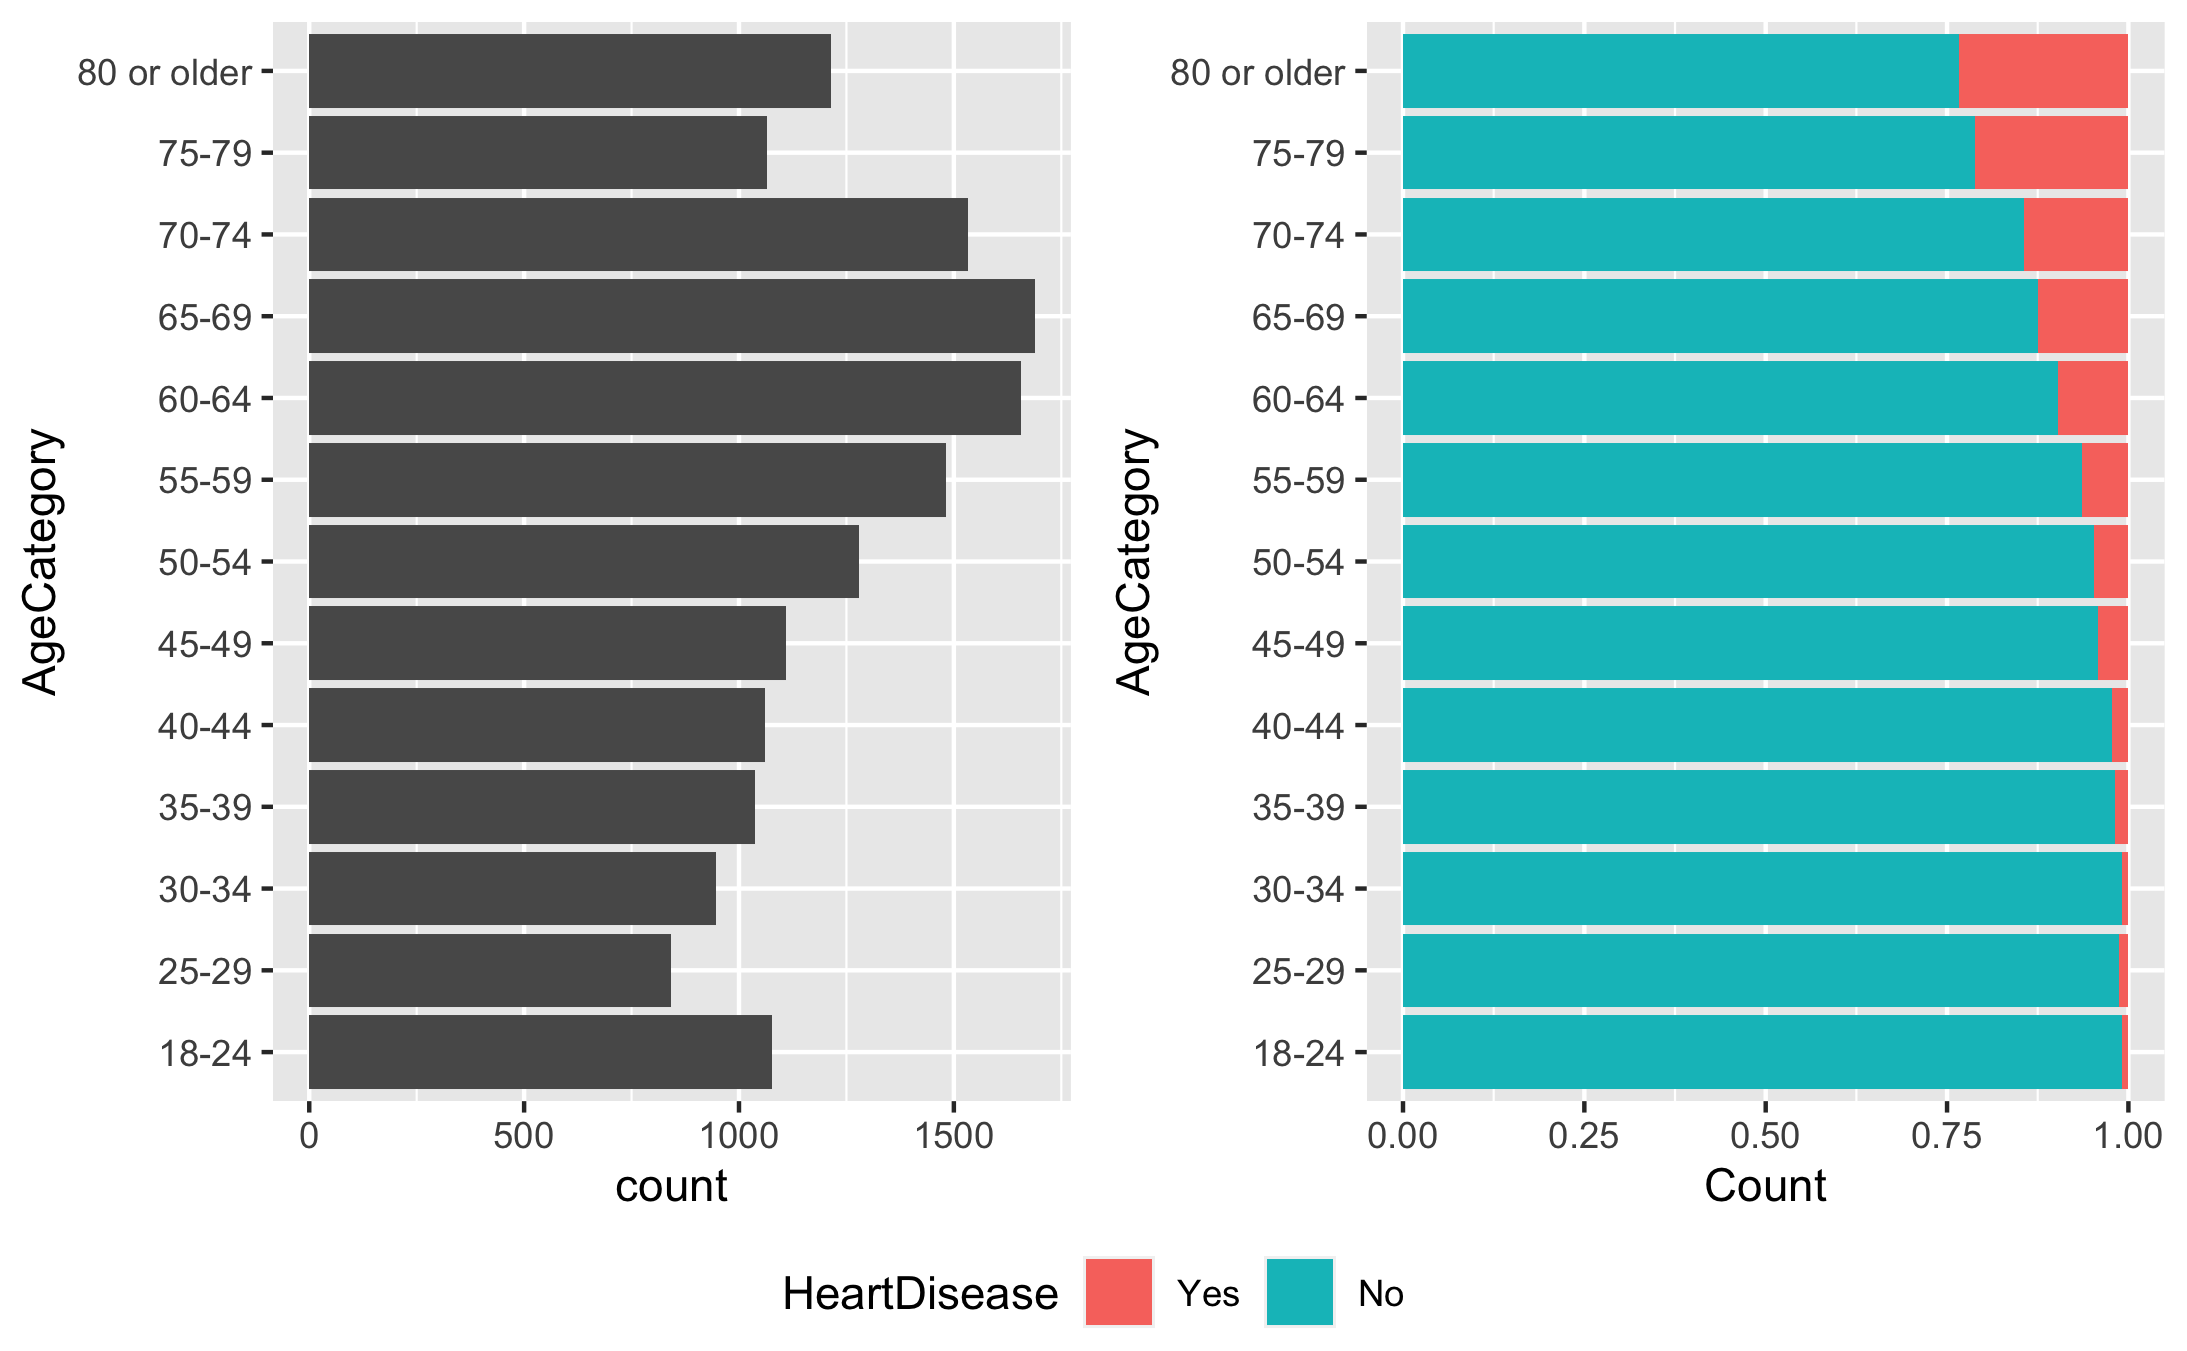 AgeCategory
80 or older
75-79
70-74
65-69
60-64
55-59
50-54
45-49
40-44
35-39
30-34
25-29
18-24
0 500 1000 1500
count
AgeCategory
80 or older
75-79
70-74
65-69
60-64
55-59
50-54
45-49
40-44
35-39
30-34
25-29
18-24
0.00 0.25 0.50 0.75 1.00
Count
HeartDisease Yes No